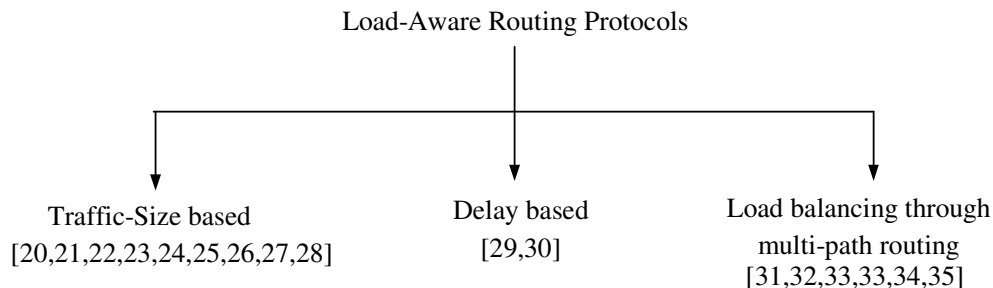 Load-Aware Routing Protocols
Traffic-Size based
[20,21,22,23,24,25,26,27,28]
Delay based
[29,30]
Load balancing through
multi-path routing
[31,32,33,33,34,35]